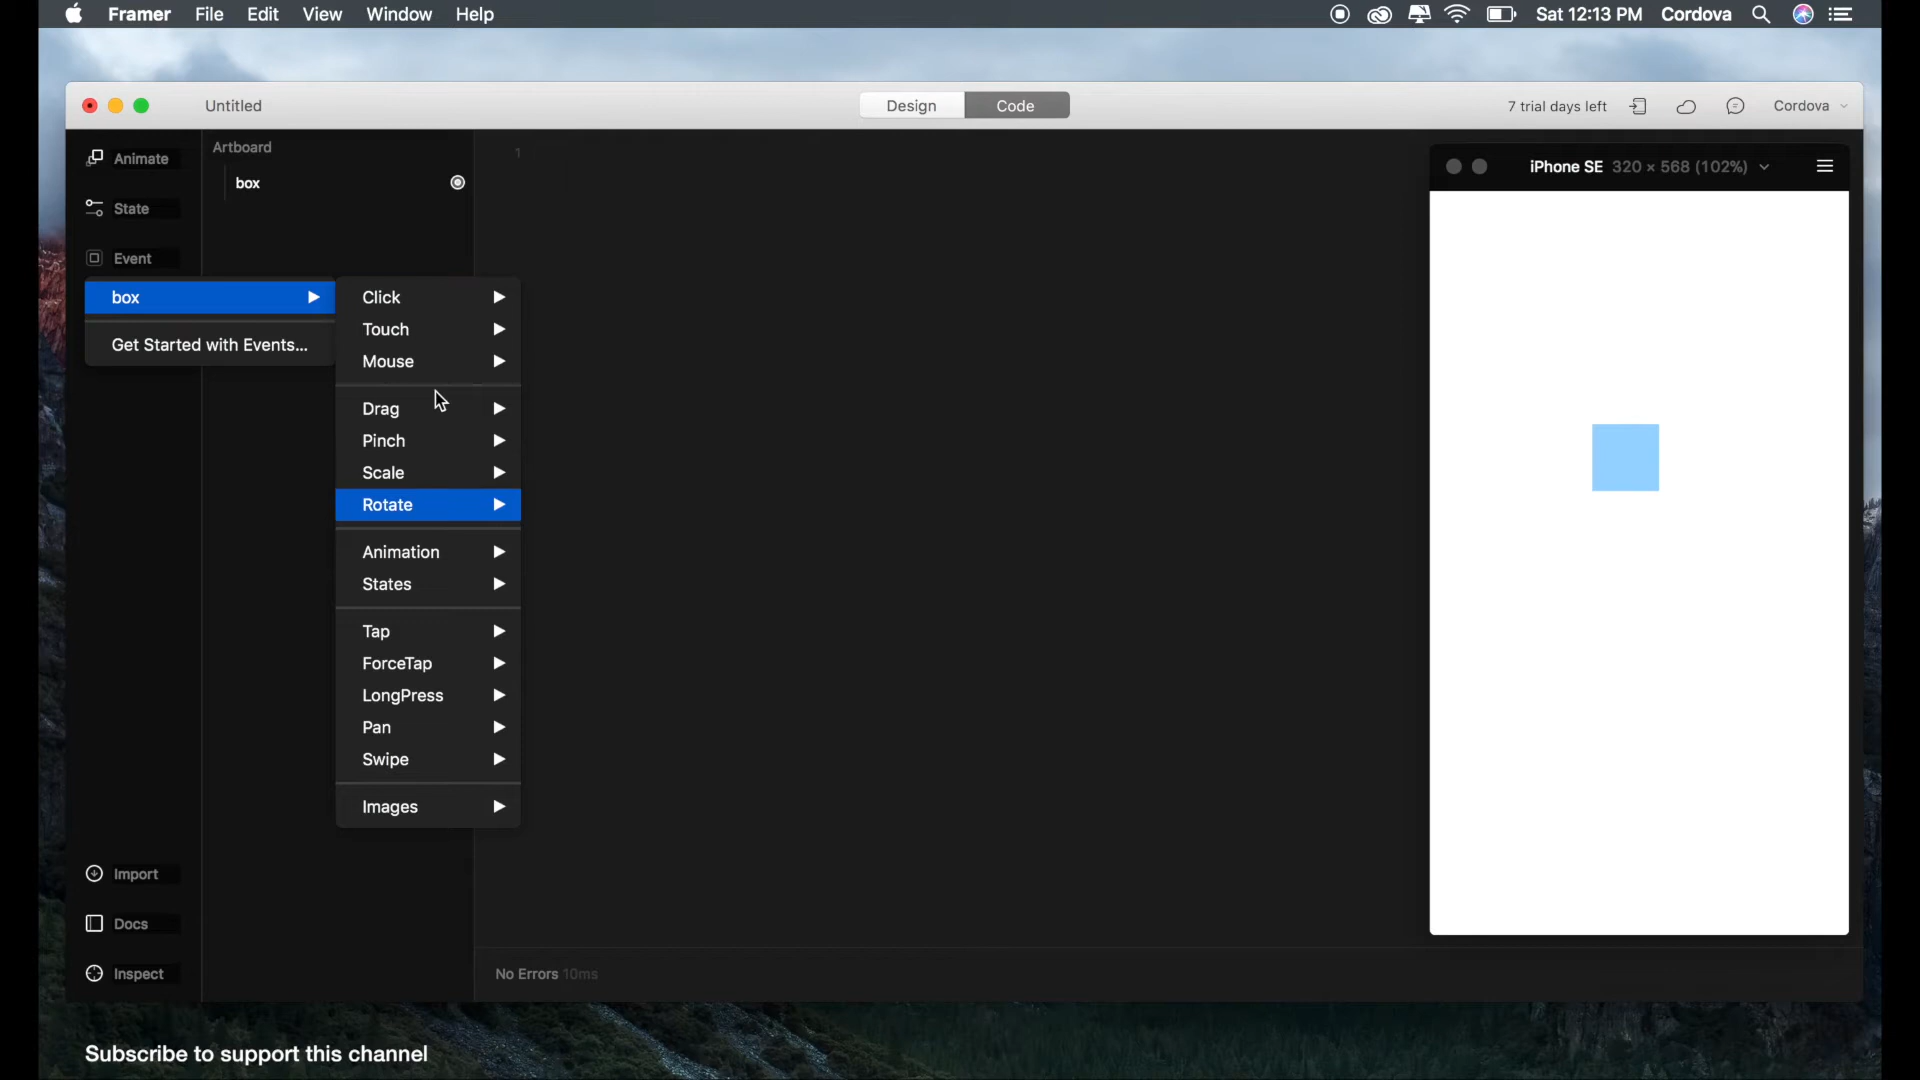 Framer File Edit View Window Help Sat 12:13 PM Cordova
Untitled Design Code 7 trial days left Cordova
Animate
State
Event
Artboard
box
1
iPhone SE 320 × 568 (102%)
box
Get Started with Events...
Click
Touch
Mouse
Drag
Pinch
Scale
Rotate
Animation
States
Tap
ForceTap
LongPress
Pan
Swipe
Images
Import
Docs
Inspect
No Errors 10ms
Subscribe to support this channel